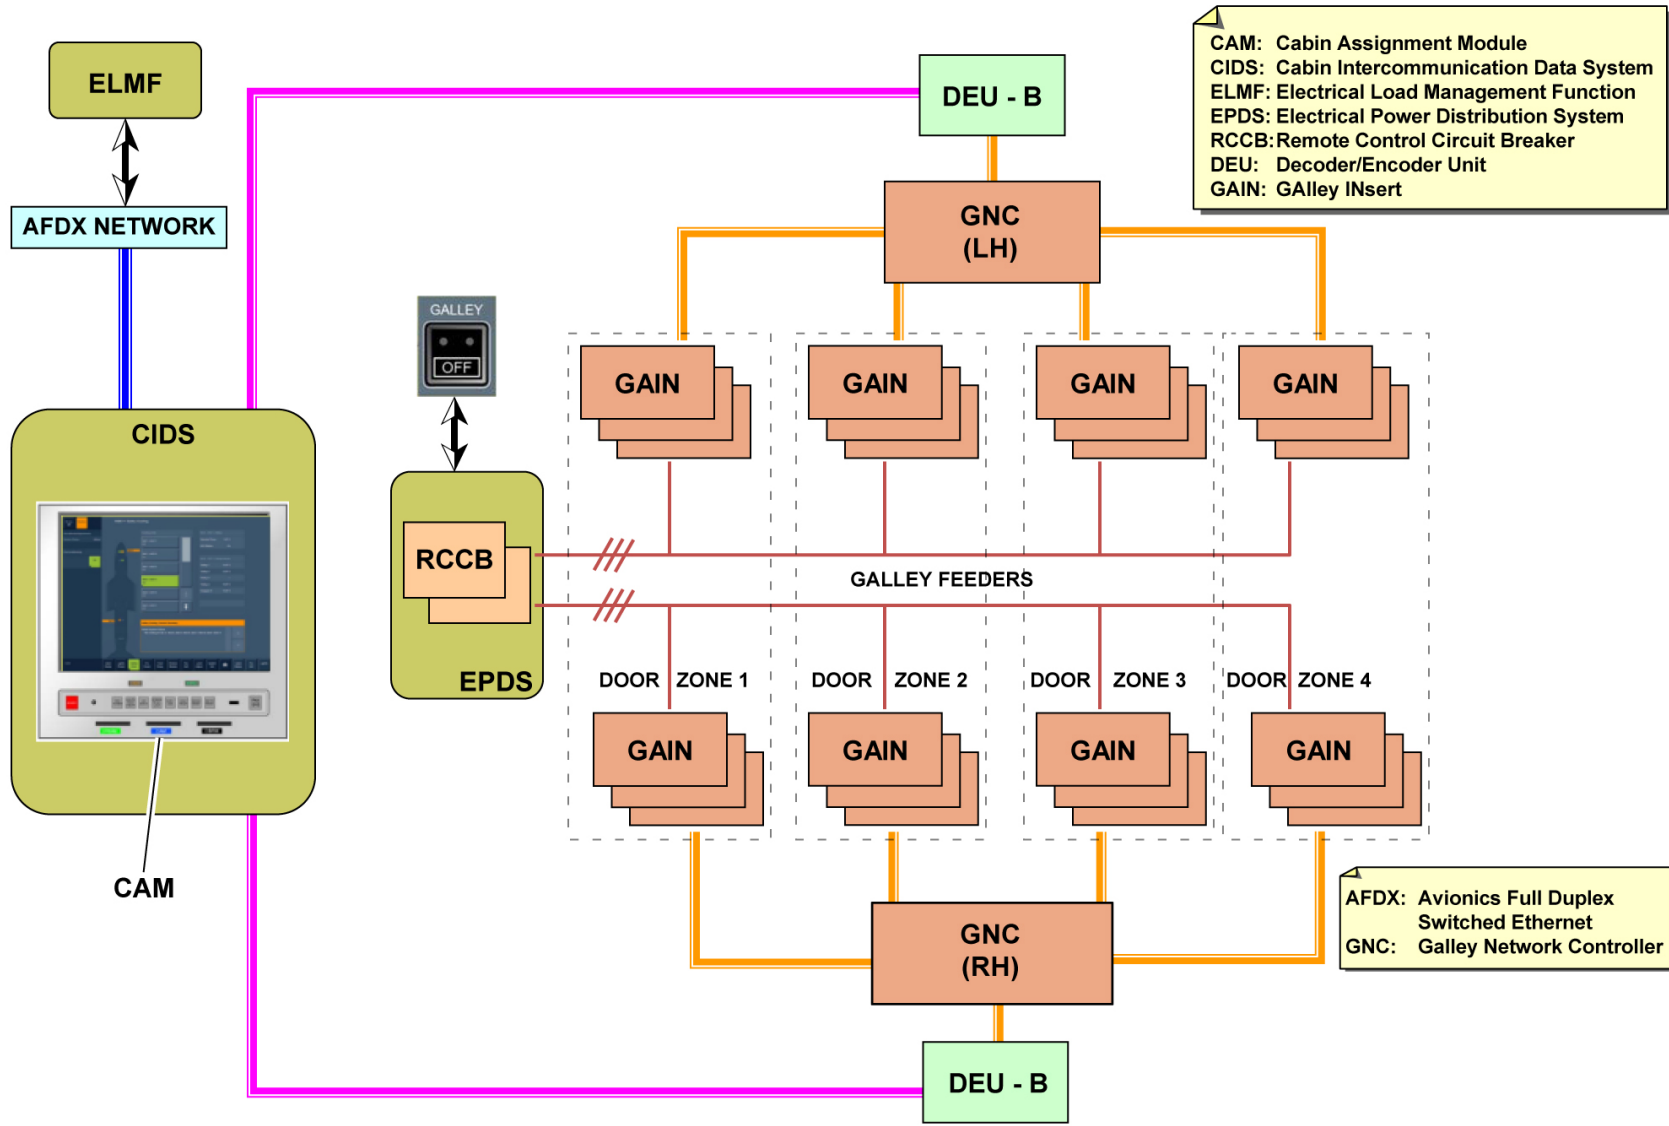 ELMF
AFDX NETWORK
CIDS
CAM
GALLEY
OFF
RCCB
EPDS
DEU - B
GNC
(LH)
GAIN
GAIN
GAIN
GAIN
GALLEY FEEDERS
DOOR ZONE 1
DOOR ZONE 2
DOOR ZONE 3
DOOR ZONE 4
GAIN
GAIN
GAIN
GAIN
GNC
(RH)
DEU - B
CAM: Cabin Assignment Module
CIDS: Cabin Intercommunication Data System
ELMF: Electrical Load Management Function
EPDS: Electrical Power Distribution System
RCCB: Remote Control Circuit Breaker
DEU: Decoder/Encoder Unit
GAIN: GAlley INsert
AFDX: Avionics Full Duplex
Switched Ethernet
GNC: Galley Network Controller